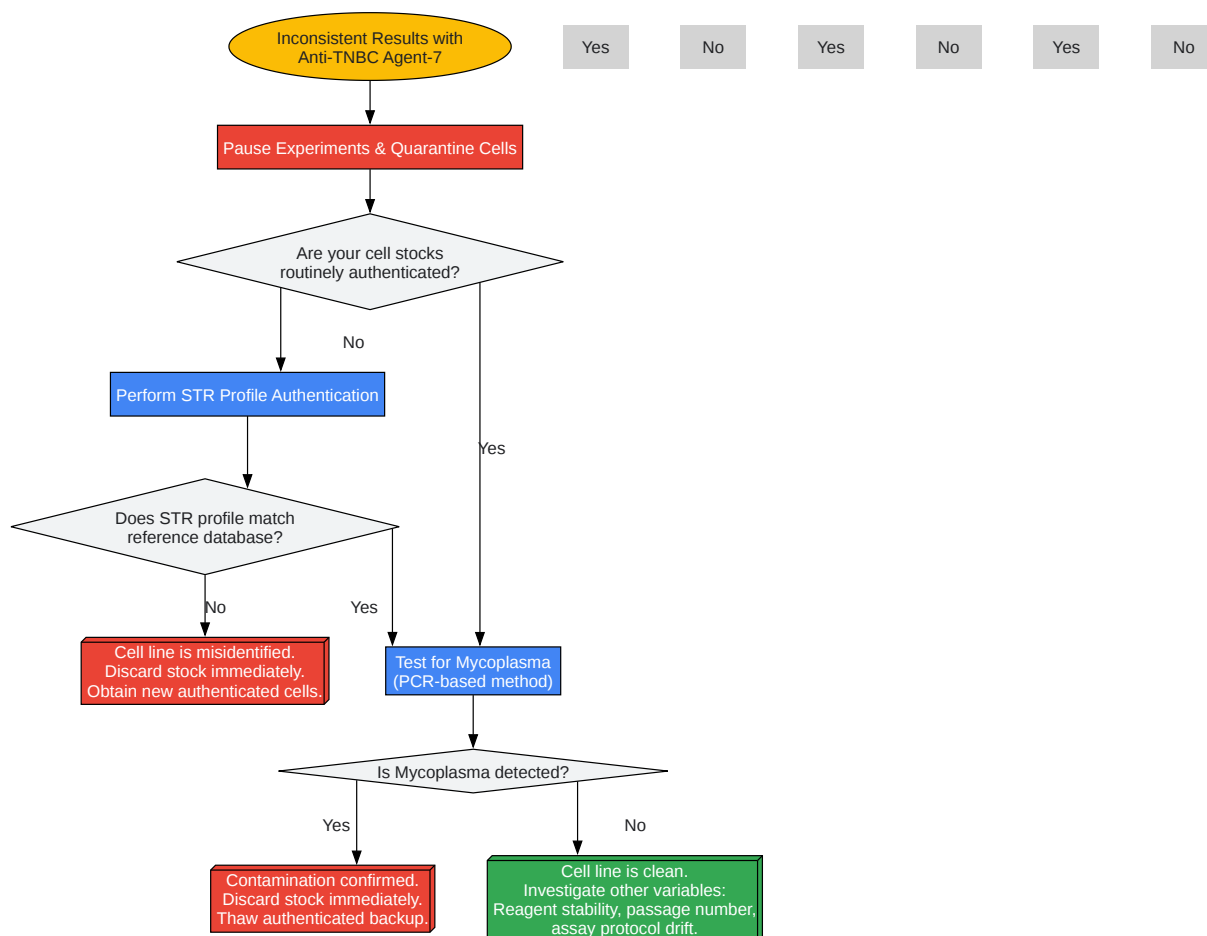 Inconsistent Results with
Anti-TNBC Agent-7
Yes
No
Yes
No
Yes
No
Pause Experiments & Quarantine Cells
Are your cell stocks
routinely authenticated?
No
Perform STR Profile Authentication
Yes
Does STR profile match
reference database?
No
Yes
Cell line is misidentified.
Discard stock immediately.
Obtain new authenticated cells.
Test for Mycoplasma
(PCR-based method)
Is Mycoplasma detected?
Yes
No
Contamination confirmed.
Discard stock immediately.
Thaw authenticated backup.
Cell line is clean.
Investigate other variables:
Reagent stability, passage number,
assay protocol drift.